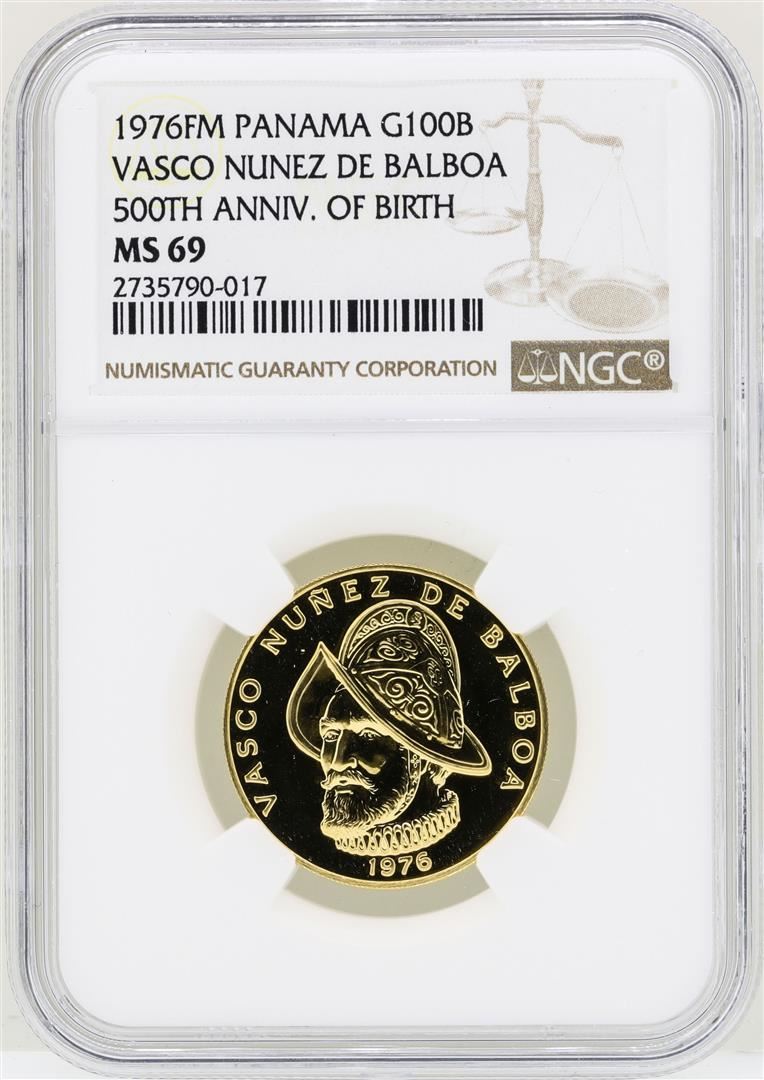 1976FM PANAMA G100B
VASCO NUNEZ DE BALBOA
500TH ANNIV. OF BIRTH
MS 69
2735790-017
NUMISMATIC GUARANTY CORPORATION
NGC®
VASCO NUÑEZ DE BALBOA
1976